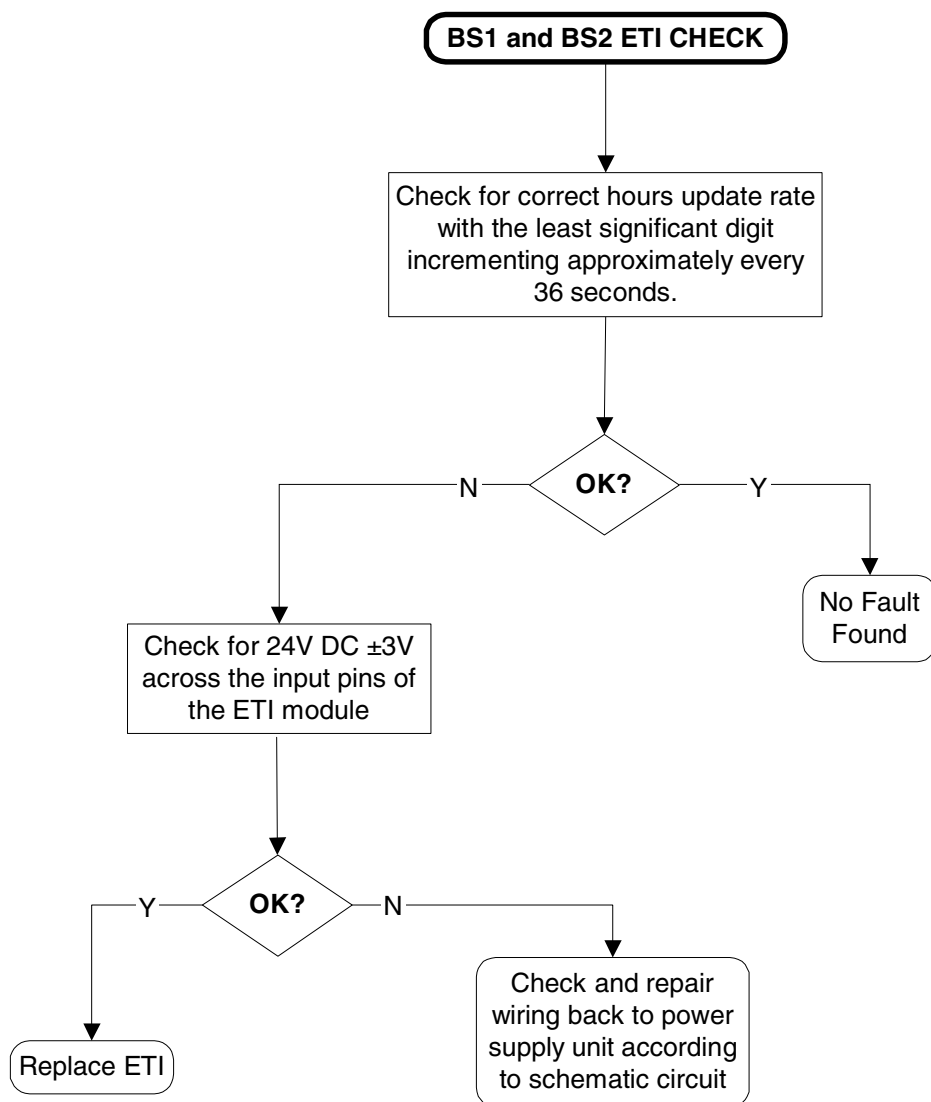 BS1 and BS2 ETI CHECK
Check for correct hours update rate
with the least significant digit
incrementing approximately every
36 seconds.
OK?
N
Y
No Fault
Found
Check for 24V DC ±3V
across the input pins of
the ETI module
OK?
Y
N
Check and repair
wiring back to power
supply unit according
to schematic circuit
Replace ETI